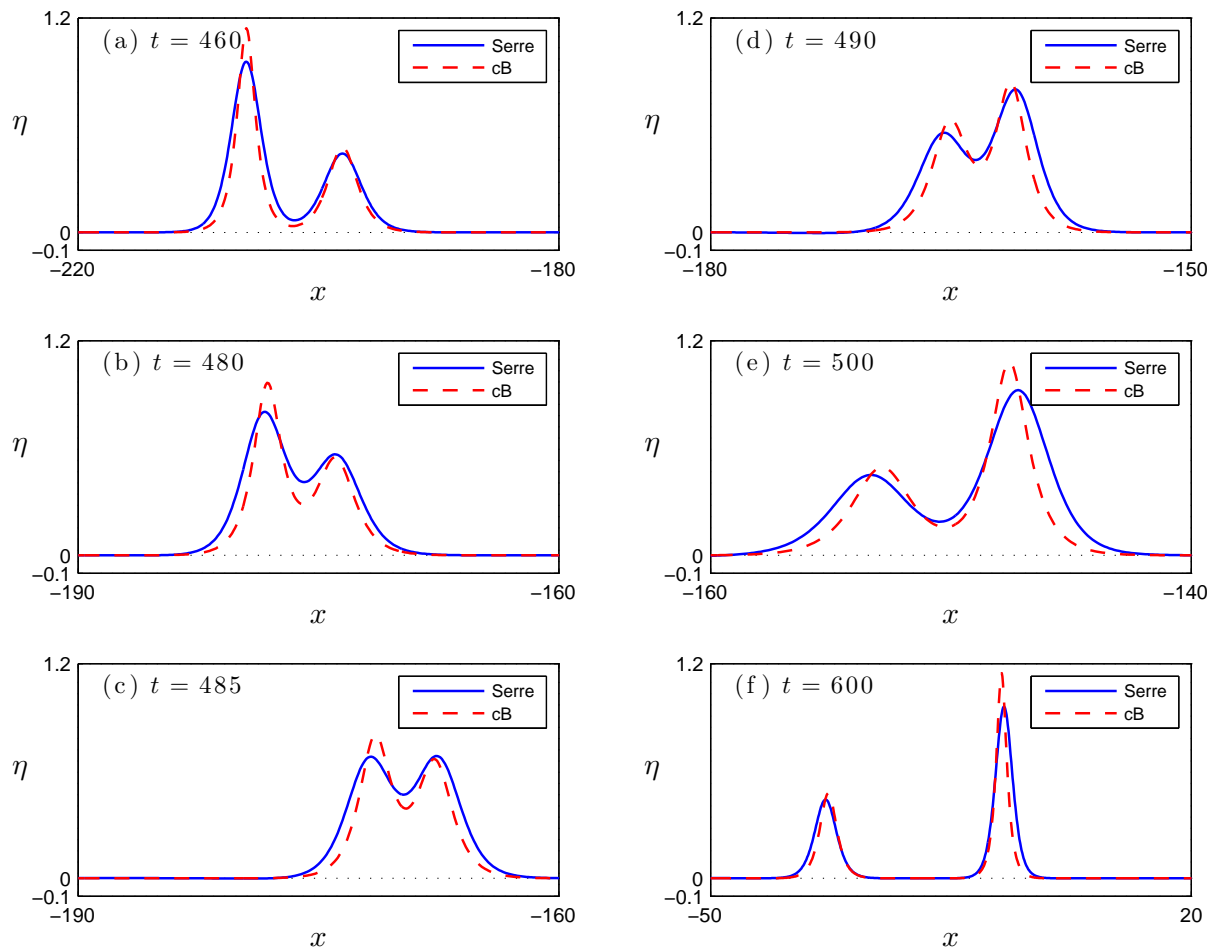 1.2
(a) t = 460
Serre
cB
η
0
−0.1
−220
−180
x
1.2
(b) t = 480
Serre
cB
η
0
−0.1
−190
−160
x
1.2
(c) t = 485
Serre
cB
η
0
−0.1
−190
−160
x
1.2
(d) t = 490
Serre
cB
η
0
−0.1
−180
−150
x
1.2
(e) t = 500
Serre
cB
η
0
−0.1
−160
−140
x
1.2
(f) t = 600
Serre
cB
η
0
−0.1
−50
20
x